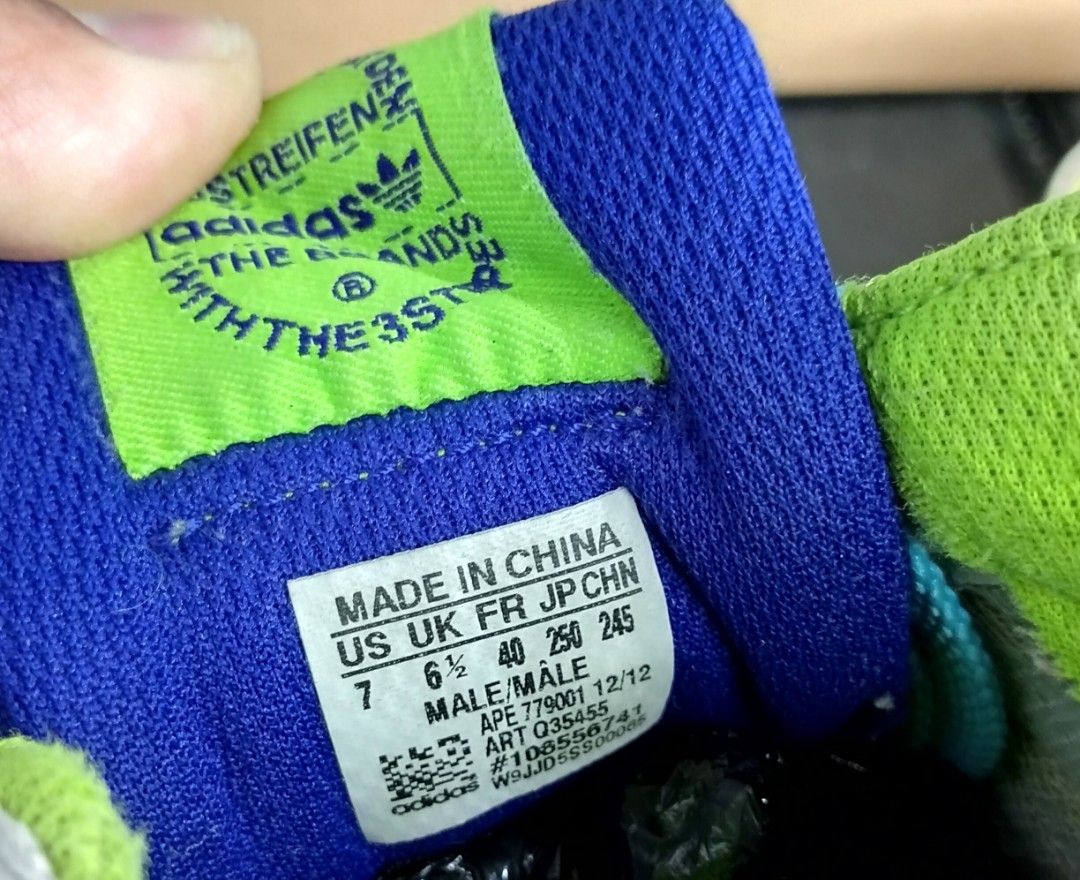 STREIFEN
adidas
THE BRANDS
®
WITH THE 3 STRIPES
MADE IN CHINA
US UK FR JP CHN
7 6½ 40 250 245
MALE/MÂLE
APE 779001 12/12
ART Q35455
#106556741
W9JJD5SS00085
adidas